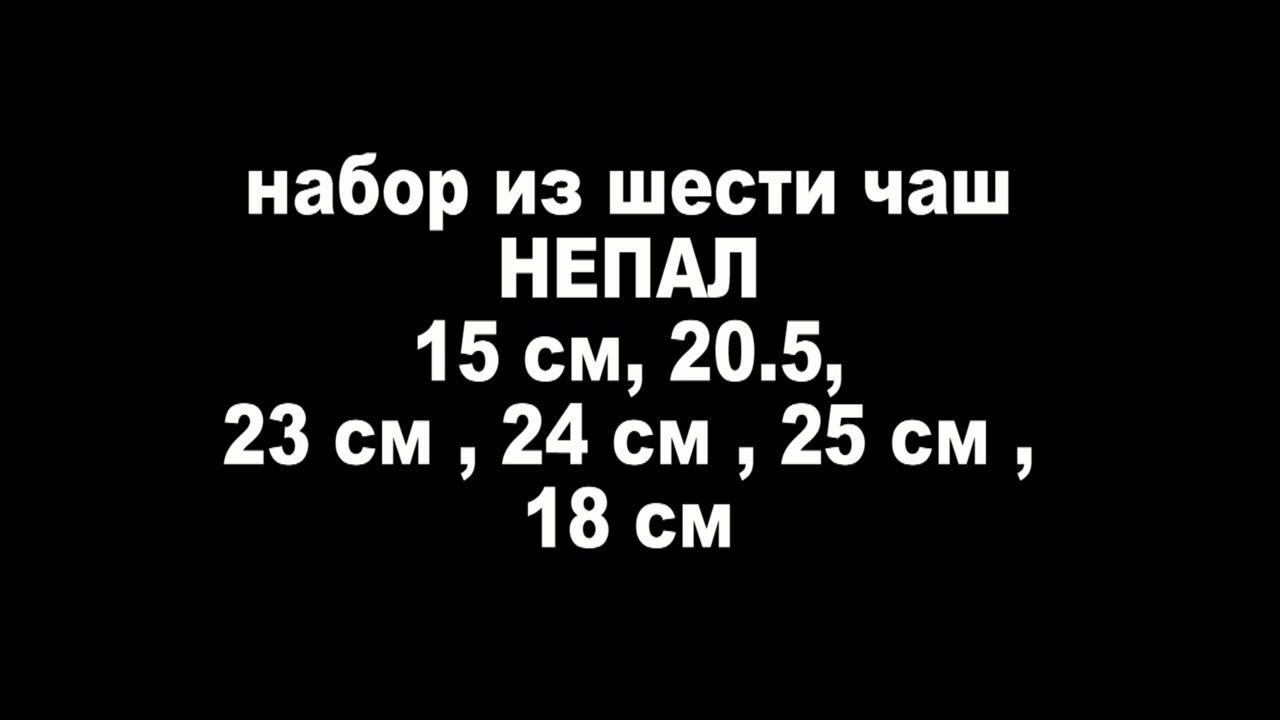 набор из шести чаш
НЕПАЛ
15 см, 20.5,
23 см , 24 см , 25 см ,
18 см